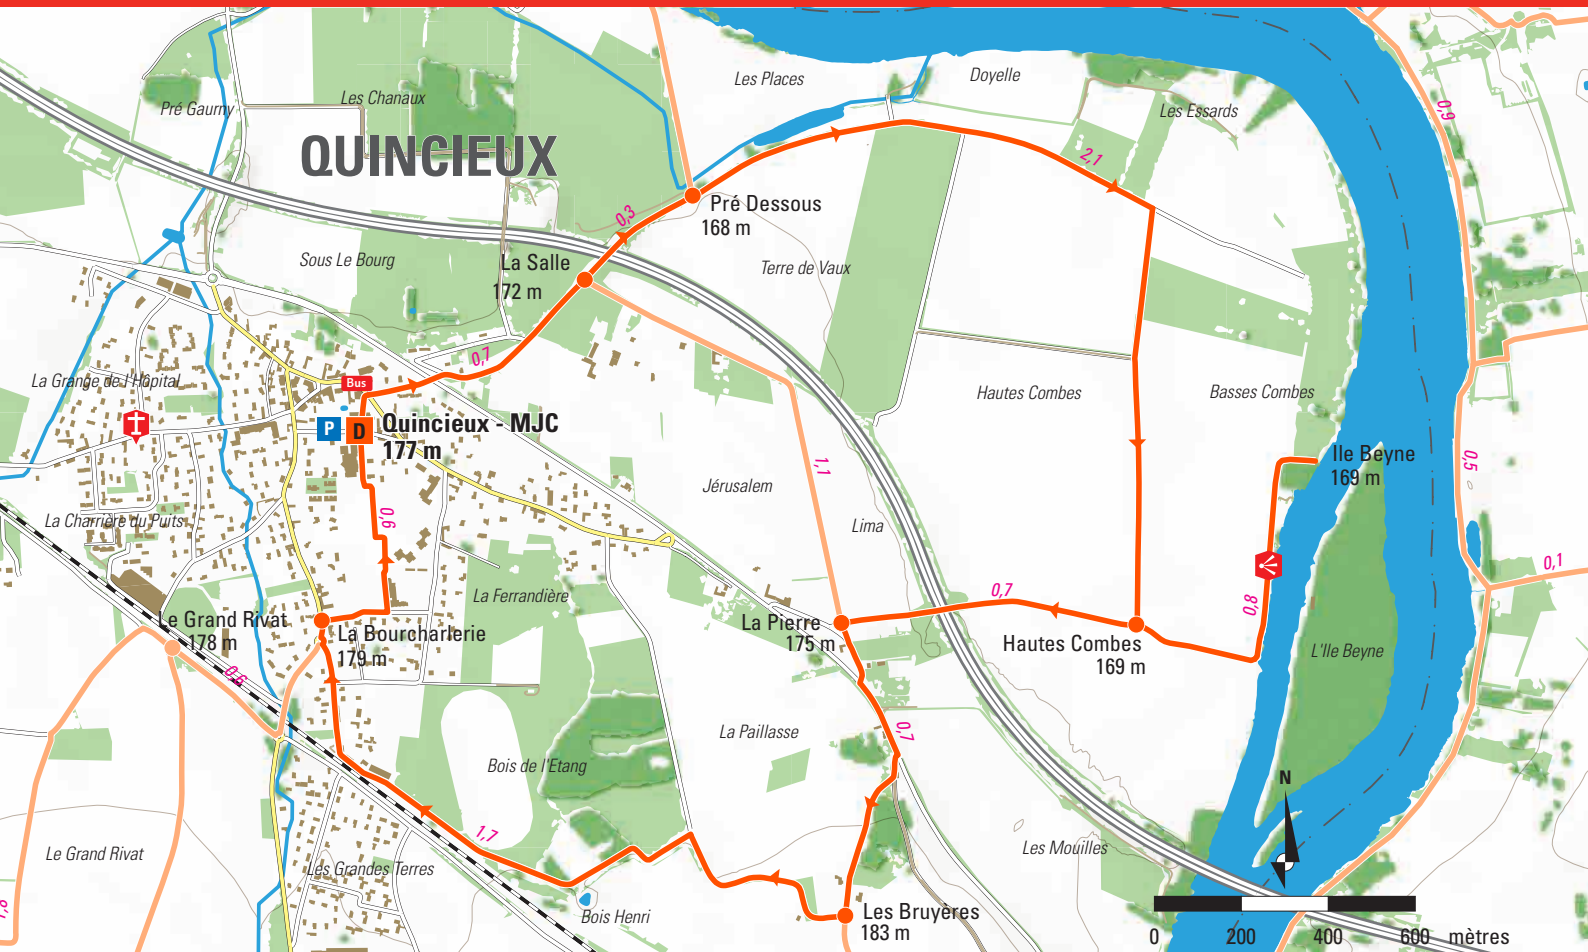 Les Places
Doyelle
Les Chanaux
Pré Gaurny
Les Essards
0,9
QUINCIEUX
2,1
Pré Dessous
168 m
0,3
Sous Le Bourg
La Salle
172 m
Terre de Vaux
0,7
La Grange de l'Hôpital
Bus
Hautes Combes
Basses Combes
P
D
Quincieux - MJC
177 m
Ile Beyne
169 m
1,1
0,5
Jérusalem
La Charrière du Puits
0,6
Lima
0,1
0,7
La Ferrandière
0,8
Le Grand Rivat
178 m
La Bourcharlerie
179 m
La Pierre
175 m
Hautes Combes
169 m
L'Ile Beyne
0,6
0,7
La Paillasse
Bois de l'Etang
N
1,7
Le Grand Rivat
Les Mouilles
Les Grandes Terres
1,8
Bois Henri
Les Bruyères
183 m
0 200 400 600 mètres